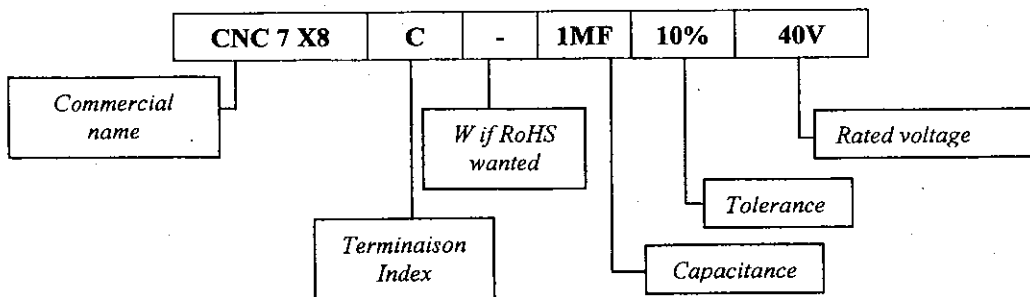 CNC 7 X8 C - 1MF 10% 40V
Commercial
name
W if RoHS
wanted
Rated voltage
Tolerance
Terminaison
Index
Capacitance